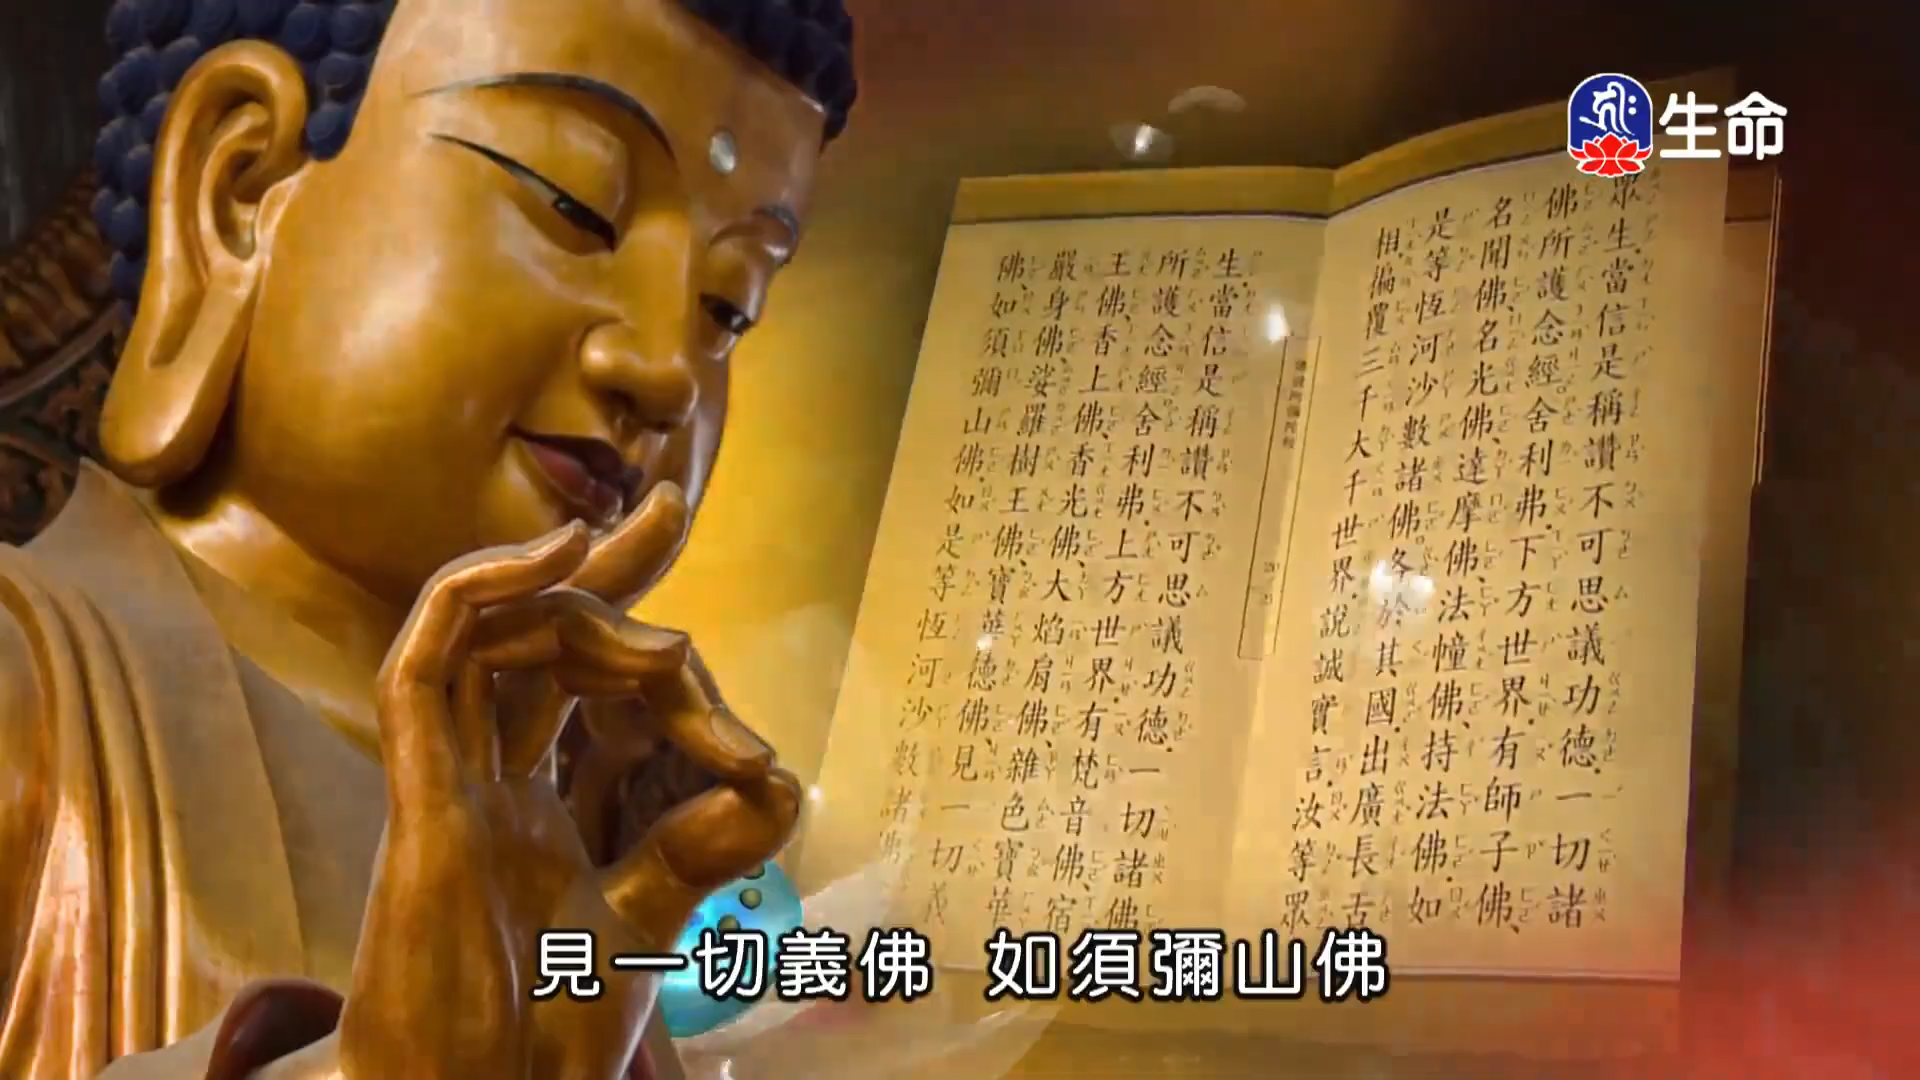 生命
眾生.當信是稱讚不可思議功德.一切諸
佛所護念經.舍利弗.下方世界.有師子佛、
名聞佛、名光佛、達摩佛、法幢佛、持法佛.如
是等恆河沙數諸佛.各於其國.出廣長舌
相.徧覆三千大千世界.說誠實言.汝等眾
生.當信是稱讚不可思議功德.一切諸佛
所護念經.舍利弗.上方世界.有梵音佛、宿
王佛、香上佛、香光佛、大焰肩佛、雜色寶華
嚴身佛、娑羅樹王佛、寶華德佛、見一切義
佛、如須彌山佛.如是等恆河沙數諸佛
見一切義佛 如須彌山佛